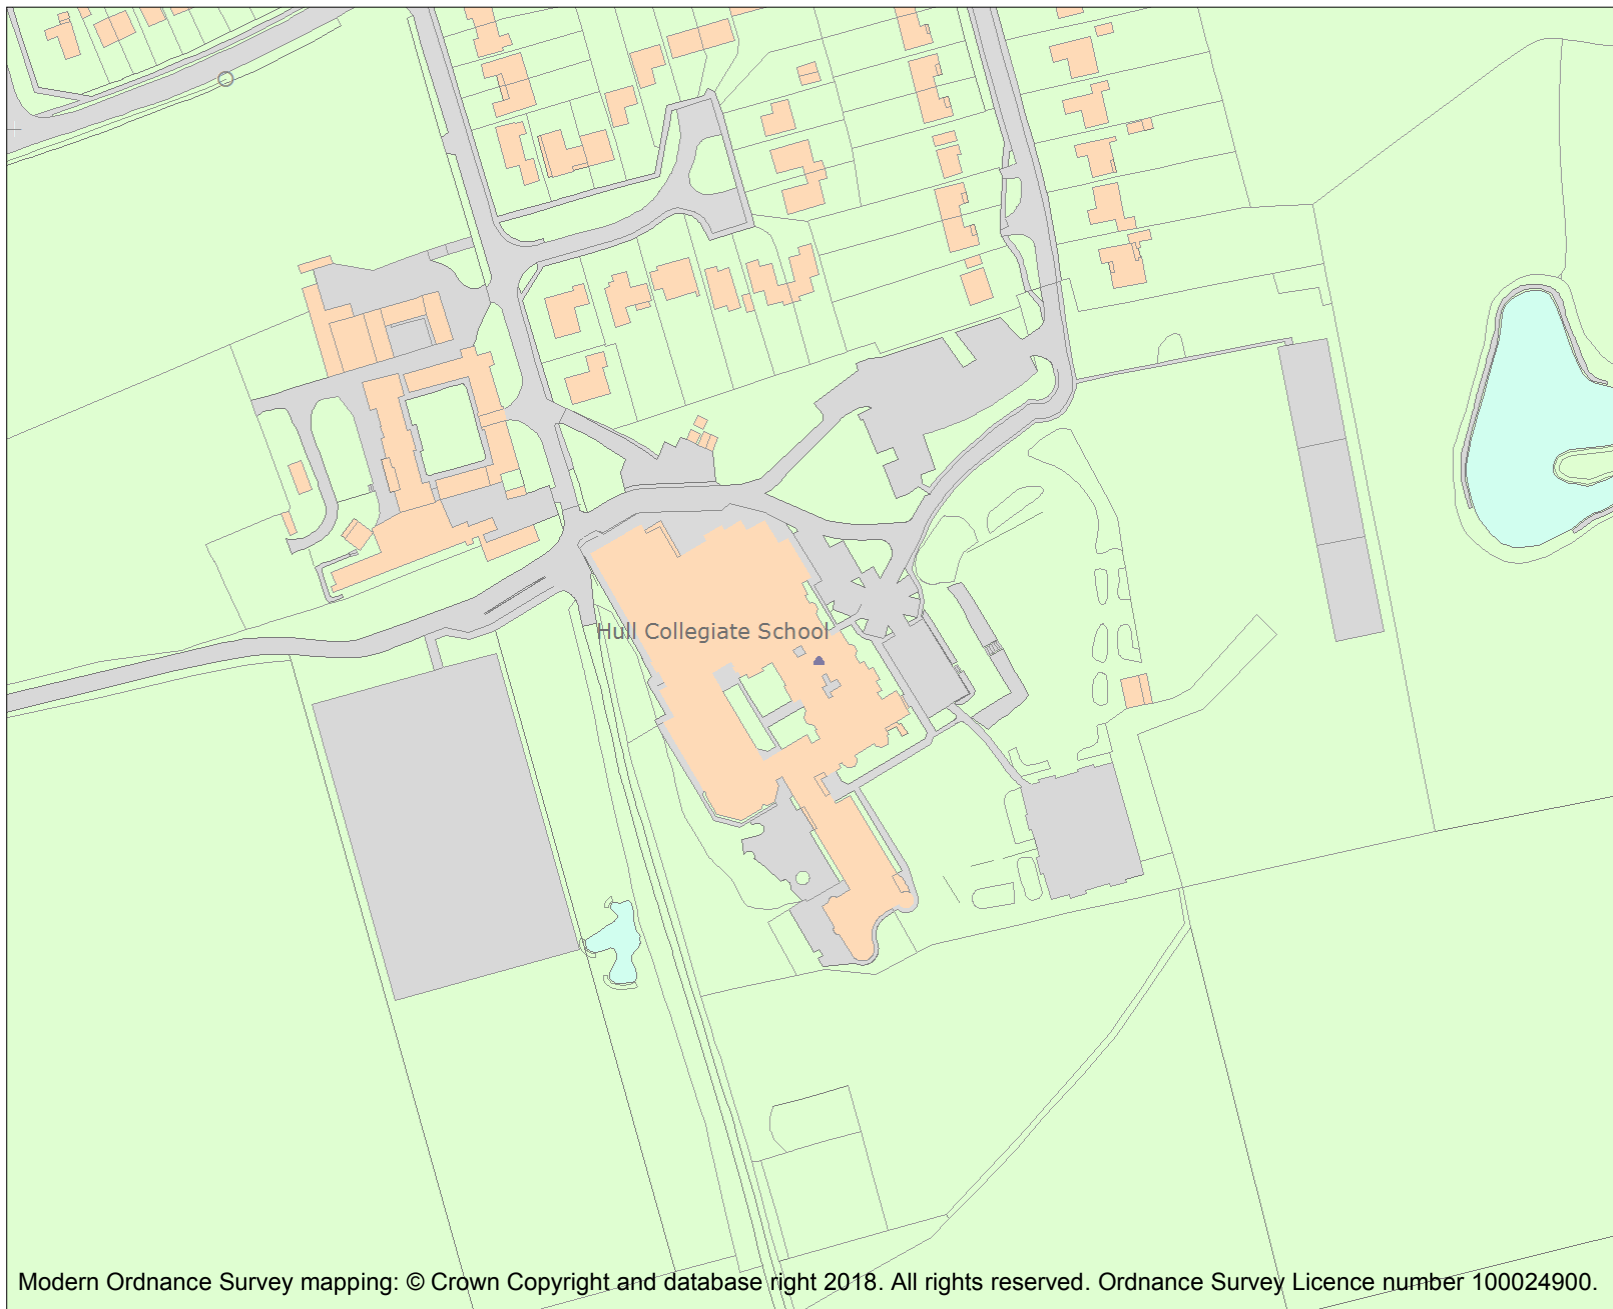 Hull Collegiate School
Modern Ordnance Survey mapping: © Crown Copyright and database right 2018. All rights reserved. Ordnance Survey Licence number 100024900.